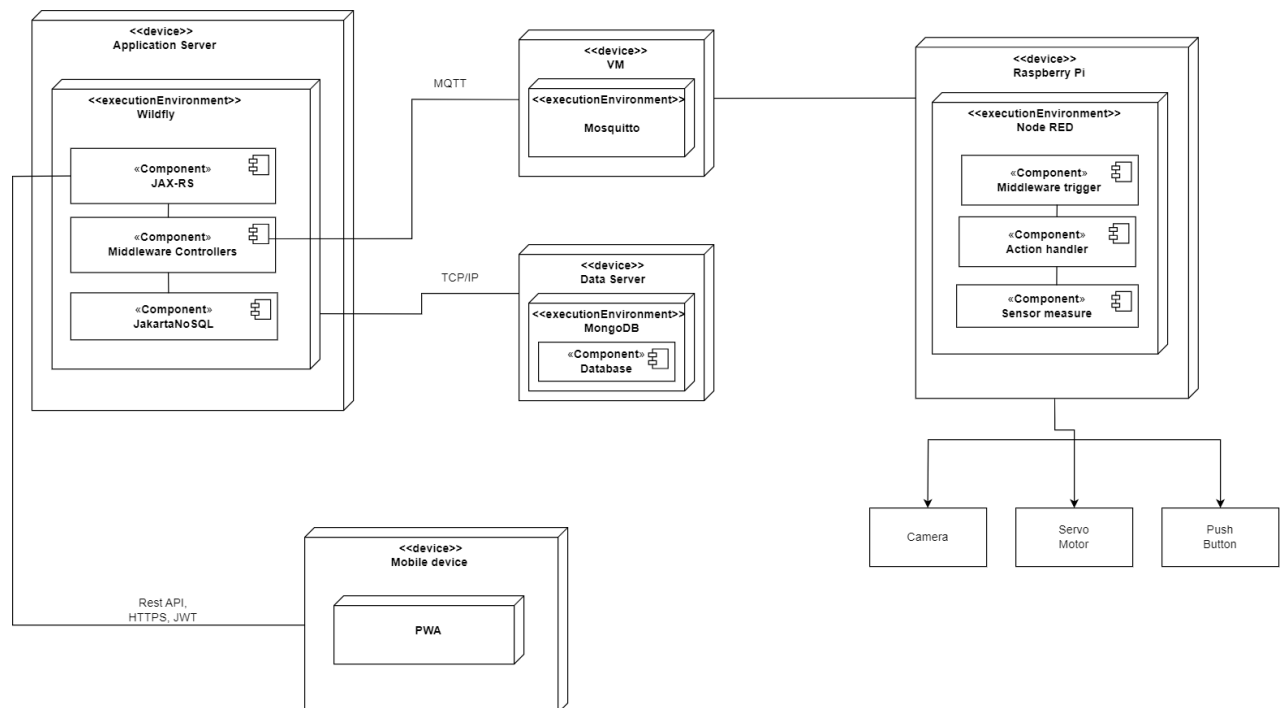 <<device>>
Application Server
<<executionEnvironment>>
Wildfly
«Component»
JAX-RS
«Component»
Middleware Controllers
«Component»
JakartaNoSQL
MQTT
TCP/IP
<<device>>
VM
<<executionEnvironment>>
Mosquitto
<<device>>
Data Server
<<executionEnvironment>>
MongoDB
«Component»
Database
<<device>>
Raspberry Pi
<<executionEnvironment>>
Node RED
«Component»
Middleware trigger
«Component»
Action handler
«Component»
Sensor measure
Camera
Servo
Motor
Push
Button
Rest API,
HTTPS, JWT
<<device>>
Mobile device
PWA